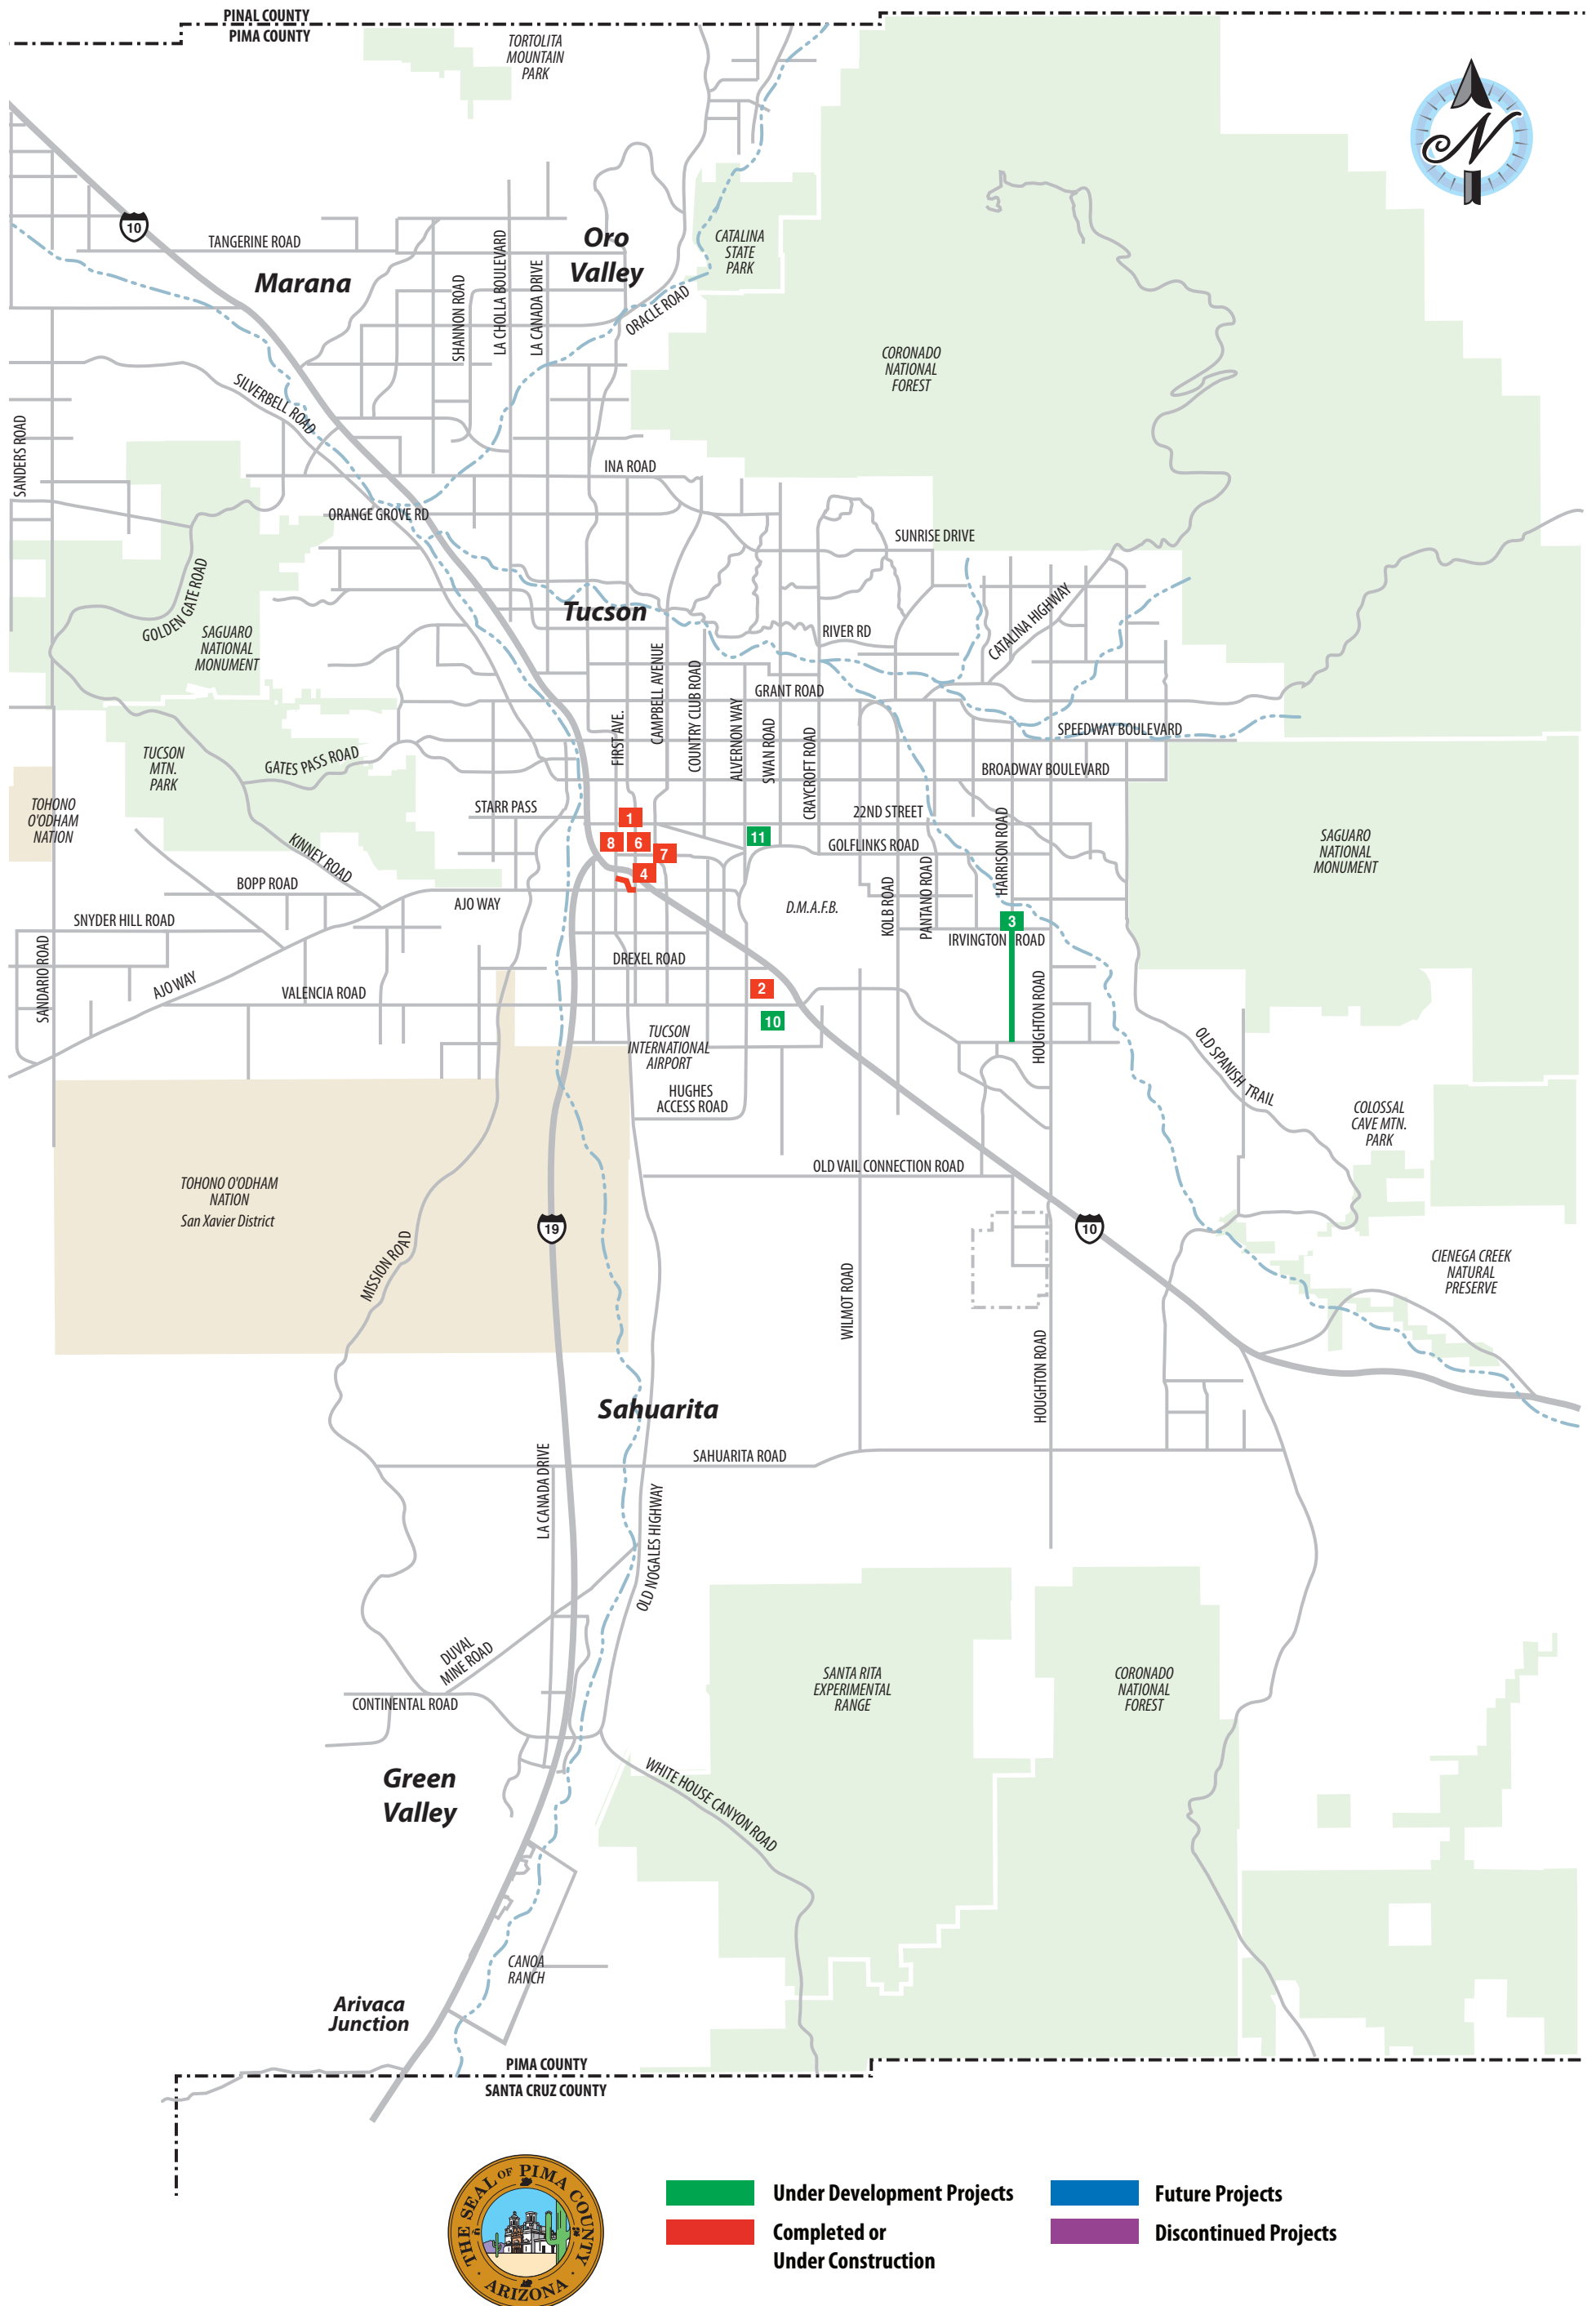 PINAL COUNTY
PIMA COUNTY
TORTOLITA
MOUNTAIN
PARK
N
10
TANGERINE ROAD
Marana
Oro
Valley
CATALINA
STATE
PARK
SHANNON ROAD
LA CHOLLA BOULEVARD
LA CANADA DRIVE
ORACLE ROAD
CORONADO
NATIONAL
FOREST
SILVERBELL ROAD
SANDERS ROAD
INA ROAD
ORANGE GROVE RD
SUNRISE DRIVE
GOLDEN GATE ROAD
SAGUARO
NATIONAL
MONUMENT
Tucson
CATALINA HIGHWAY
RIVER RD
CAMPBELL AVENUE
COUNTRY CLUB ROAD
GRANT ROAD
FIRST AVE.
ALVERNON WAY
SWAN ROAD
CRAYCROFT ROAD
SPEEDWAY BOULEVARD
TUCSON
MTN.
PARK
GATES PASS ROAD
BROADWAY BOULEVARD
TOHONO
O'ODHAM
NATION
STARR PASS
1
22ND STREET
HARRISON ROAD
8
6
11
7
GOLFLINKS ROAD
SAGUARO
NATIONAL
MONUMENT
KINNEY ROAD
4
BOPP ROAD
AJO WAY
D.M.A.F.B.
KOLB ROAD
PANTANO ROAD
SNYDER HILL ROAD
3
IRVINGTON ROAD
SANDARIO ROAD
DREXEL ROAD
AJO WAY
VALENCIA ROAD
2
10
HOUGHTON ROAD
TUCSON
INTERNATIONAL
AIRPORT
OLD SPANISH TRAIL
HUGHES
ACCESS ROAD
COLOSSAL
CAVE MTN.
PARK
OLD VAIL CONNECTION ROAD
TOHONO O'ODHAM
NATION
San Xavier District
19
10
MISSION ROAD
WILMOT ROAD
CIENEGA CREEK
NATURAL
PRESERVE
HOUGHTON ROAD
Sahuarita
SAHUARITA ROAD
LA CANADA DRIVE
OLD NOGALES HIGHWAY
DUVAL
MINE ROAD
CONTINENTAL ROAD
SANTA RITA
EXPERIMENTAL
RANGE
CORONADO
NATIONAL
FOREST
Green
Valley
WHITE HOUSE CANYON ROAD
CANOA
RANCH
Arivaca
Junction
PIMA COUNTY
SANTA CRUZ COUNTY
THE SEAL OF PIMA COUNTY
ARIZONA
Under Development Projects
Completed or
Under Construction
Future Projects
Discontinued Projects